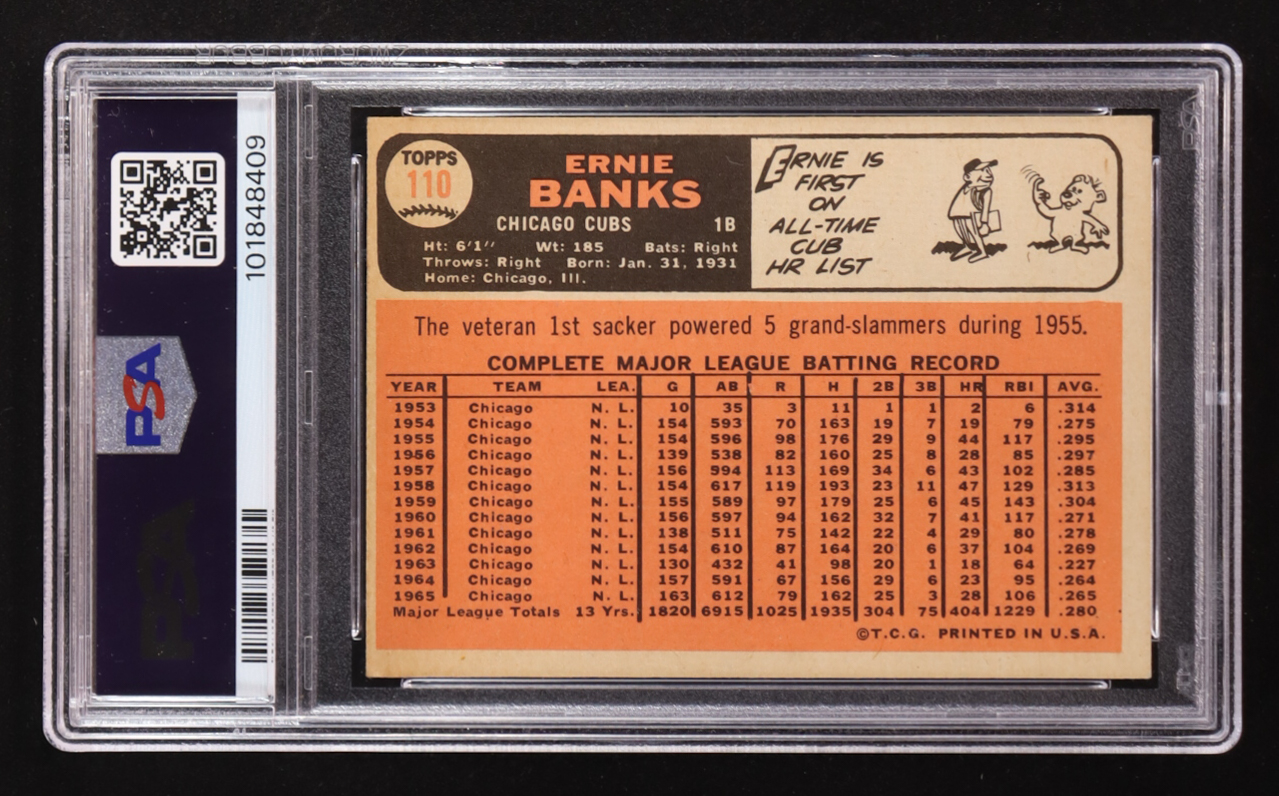 101848409
PSA
PSA
TOPPS
110
ERNIE
BANKS
CHICAGO CUBS 1B
Ht: 6'1" Wt: 185 Bats: Right
Throws: Right Born: Jan. 31, 1931
Home: Chicago, Ill.
ERNIE IS
FIRST
ON
ALL-TIME
CUB
HR LIST
The veteran 1st sacker powered 5 grand-slammers during 1955.
COMPLETE MAJOR LEAGUE BATTING RECORD
YEAR TEAM LEA. G AB R H 2B 3B HR RBI AVG.
1953 Chicago N. L. 10 35 3 11 1 1 2 6 .314
1954 Chicago N. L. 154 593 70 163 19 7 19 79 .275
1955 Chicago N. L. 154 596 98 176 29 9 44 117 .295
1956 Chicago N. L. 139 538 82 160 25 8 28 85 .297
1957 Chicago N. L. 156 594 113 169 34 6 43 102 .285
1958 Chicago N. L. 154 617 119 193 23 11 47 129 .313
1959 Chicago N. L. 155 589 97 179 25 6 45 143 .304
1960 Chicago N. L. 156 597 94 162 32 7 41 117 .271
1961 Chicago N. L. 138 511 75 142 22 4 29 80 .278
1962 Chicago N. L. 154 610 87 164 20 6 37 104 .269
1963 Chicago N. L. 130 432 41 98 20 1 18 64 .227
1964 Chicago N. L. 157 591 67 156 29 6 23 95 .264
1965 Chicago N. L. 163 612 79 162 25 3 28 106 .265
Major League Totals 13 Yrs. 1820 6915 1025 1935 304 75 404 1229 .280
©T.C.G. PRINTED IN U.S.A.
PSA